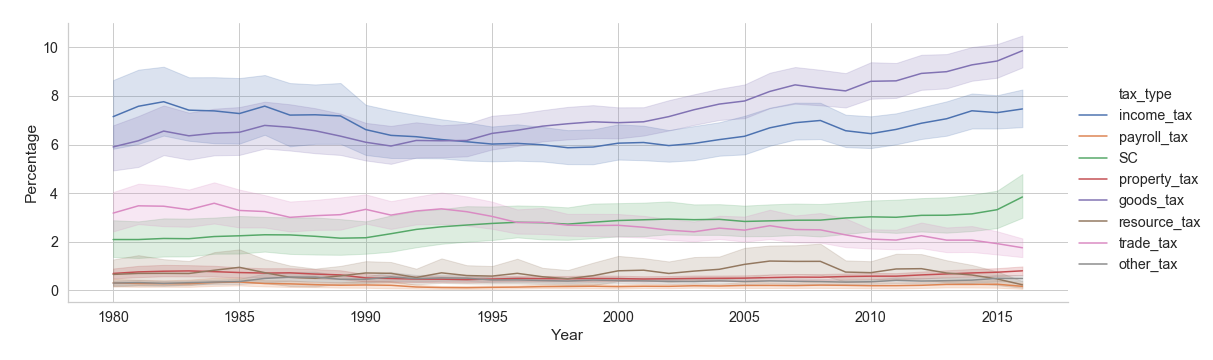 Percentage
10
8
6
4
2
0
1980 1985 1990 1995 2000 2005 2010 2015
Year
tax_type
income_tax
payroll_tax
SC
property_tax
goods_tax
resource_tax
trade_tax
other_tax